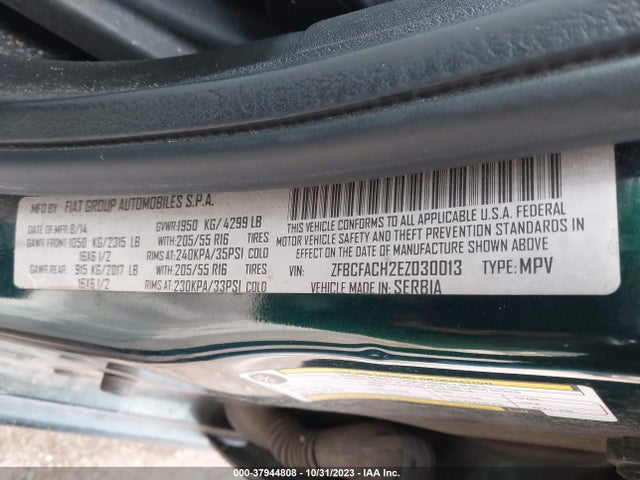 MFD BY: FIAT GROUP AUTOMOBILES S.P.A.
DATE OF MFR: 8/14 GVWR: 1950 KG/4299 LB
GAWR FRONT: 1050 KG/2315 LB WITH: 205/55 R16 TIRES
16X6 1/2 RIMS AT: 240KPA/35PSI COLD
GAWR REAR: 915 KG/2017 LB WITH: 205/55 R16 TIRES
16X6 1/2 RIMS AT: 230KPA/33PSI COLD
THIS VEHICLE CONFORMS TO ALL APPLICABLE U.S.A. FEDERAL
MOTOR VEHICLE SAFETY, BUMPER AND THEFT PREVENTION STANDARDS IN
EFFECT ON THE DATE OF MANUFACTURE SHOWN ABOVE.
VIN: ZFBCFACH2EZ030013 TYPE: MPV
VEHICLE MADE IN SERBIA
000-37944808 • 10/31/2023 • IAA Inc.